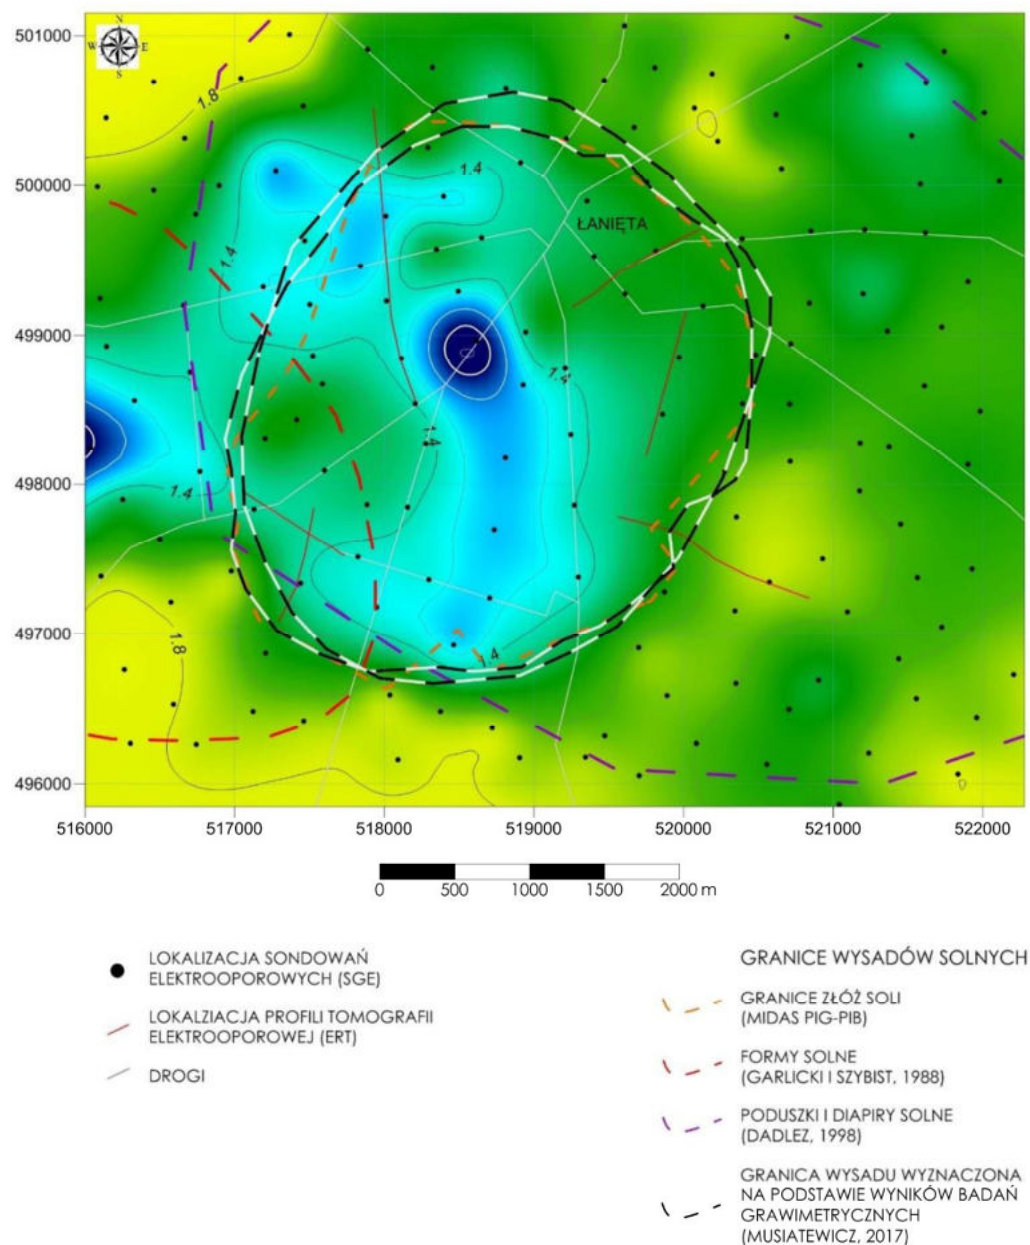 N
W
E
S
501000
500000
499000
498000
497000
496000
1.8
1.4
1.4
ŁANIĘTA
1.4
1.4
1.4
1.8
1.4
516000 517000 518000 519000 520000 521000 522000
0 500 1000 1500 2000 m
LOKALIZACJA SONDOWAŃ
ELEKTROOPOROWYCH (SGE)
LOKALZIACJA PROFILI TOMOGRAFII
ELEKTROOPOROWEJ (ERT)
DROGI
GRANICE WYSADÓW SOLNYCH
GRANICE ZŁÓŻ SOLI
(MIDAS PIG-PIB)
FORMY SOLNE
(GARLICKI I SZYBIST, 1988)
PODUSZKI I DIAPIRY SOLNE
(DADLEZ, 1998)
GRANICA WYSADU WYZNACZONA
NA PODSTAWIE WYNIKÓW BADAŃ
GRAWIMETRYCZNYCH
(MUSIATEWICZ, 2017)